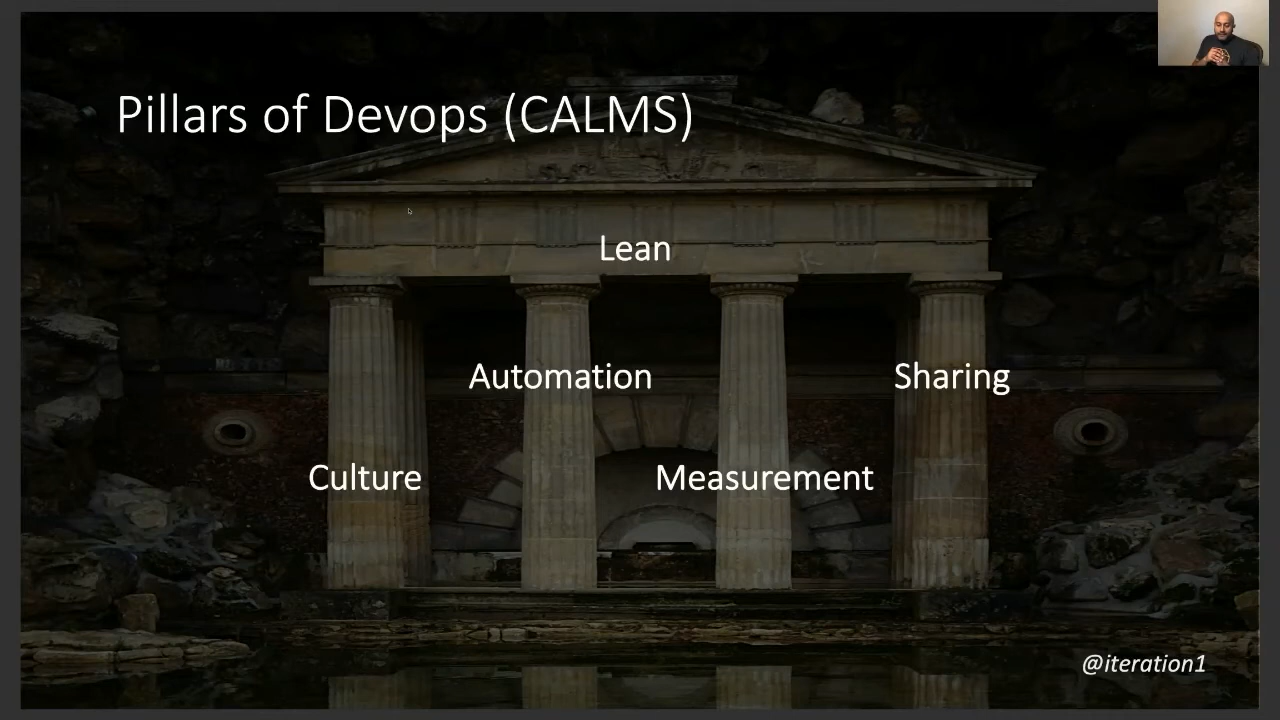 Pillars of Devops (CALMS)
Lean
Automation
Sharing
Culture
Measurement
@iteration1